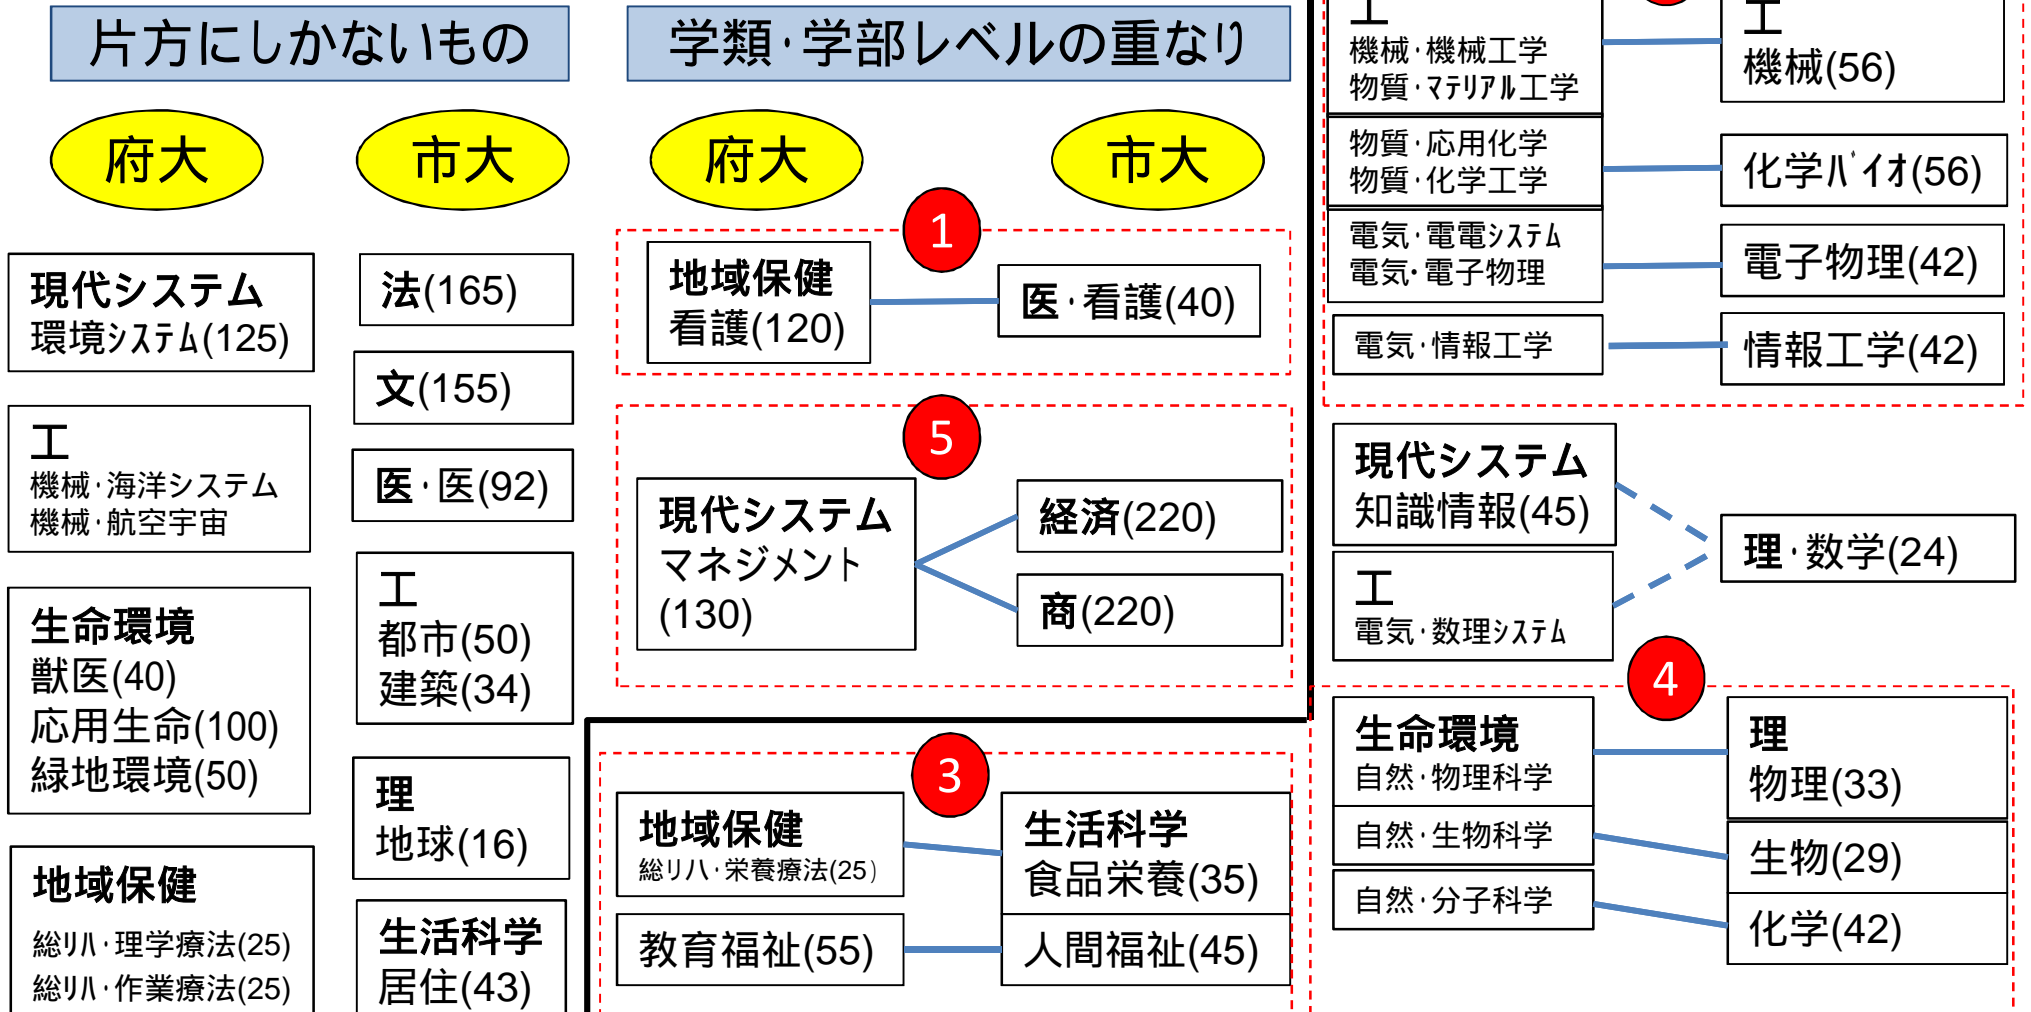 片方にしかないもの
府大
市大
現代システム
環境システム(125)
工
機械・海洋システム
機械・航空宇宙
生命環境
獣医(40)
応用生命(100)
緑地環境(50)
地域保健
総リハ・理学療法(25)
総リハ・作業療法(25)
法(165)
文(155)
医・医(92)
工
都市(50)
建築(34)
理
地球(16)
生活科学
居住(43)
学類・学部レベルの重なり
府大
市大
1
地域保健
看護(120)
医・看護(40)
5
現代システム
マネジメント
(130)
経済(220)
商(220)
3
地域保健
総リハ・栄養療法(25)
教育福祉(55)
生活科学
食品栄養(35)
人間福祉(45)
工
機械・機械工学
物質・マテリアル工学
工
機械(56)
物質・応用化学
物質・化学工学
化学バイオ(56)
電気・電電システム
電気・電子物理
電子物理(42)
電気・情報工学
情報工学(42)
現代システム
知識情報(45)
工
電気・数理システム
理・数学(24)
4
生命環境
自然・物理科学
自然・生物科学
自然・分子科学
理
物理(33)
生物(29)
化学(42)